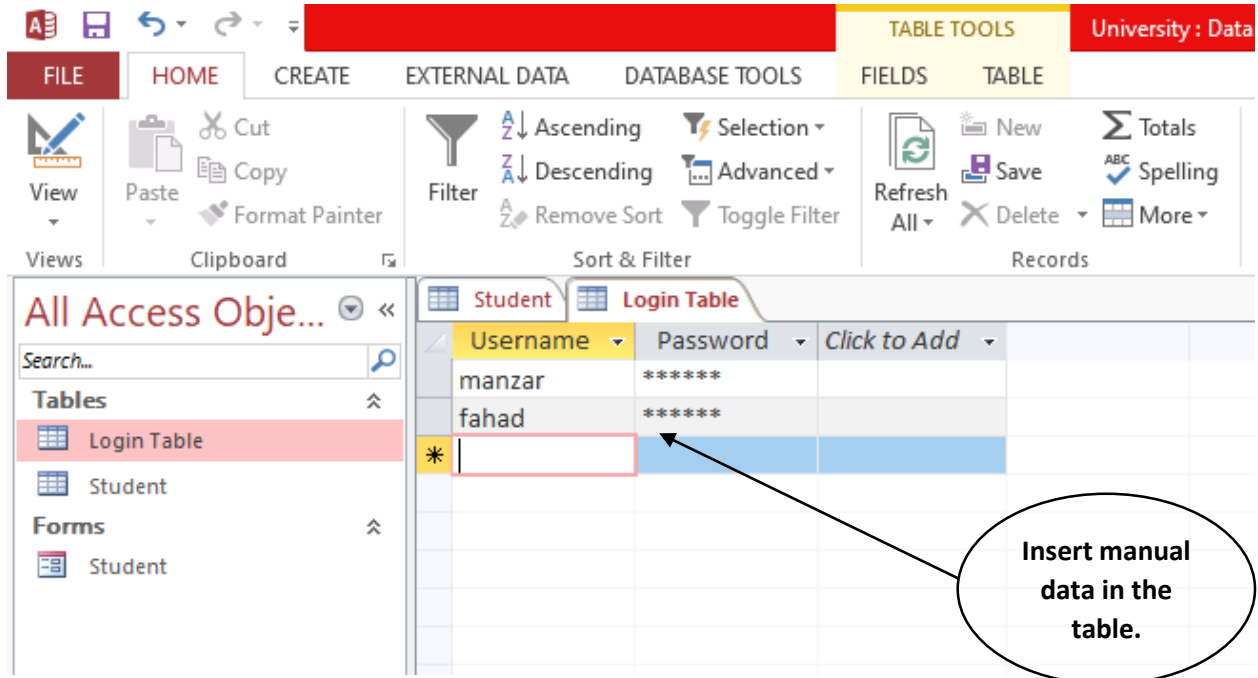 TABLE TOOLS University : Data
FILE HOME CREATE EXTERNAL DATA DATABASE TOOLS FIELDS TABLE
View
Views
Paste
Cut
Copy
Format Painter
Clipboard
Filter
Ascending
Descending
Remove Sort
Selection
Advanced
Toggle Filter
Sort & Filter
Refresh
All
New
Save
Delete
Totals
Spelling
More
Records
All Access Obje...
Search...
Tables
Login Table
Student
Forms
Student
Student Login Table
Username Password Click to Add
manzar ******
fahad ******
Insert manual
data in the
table.